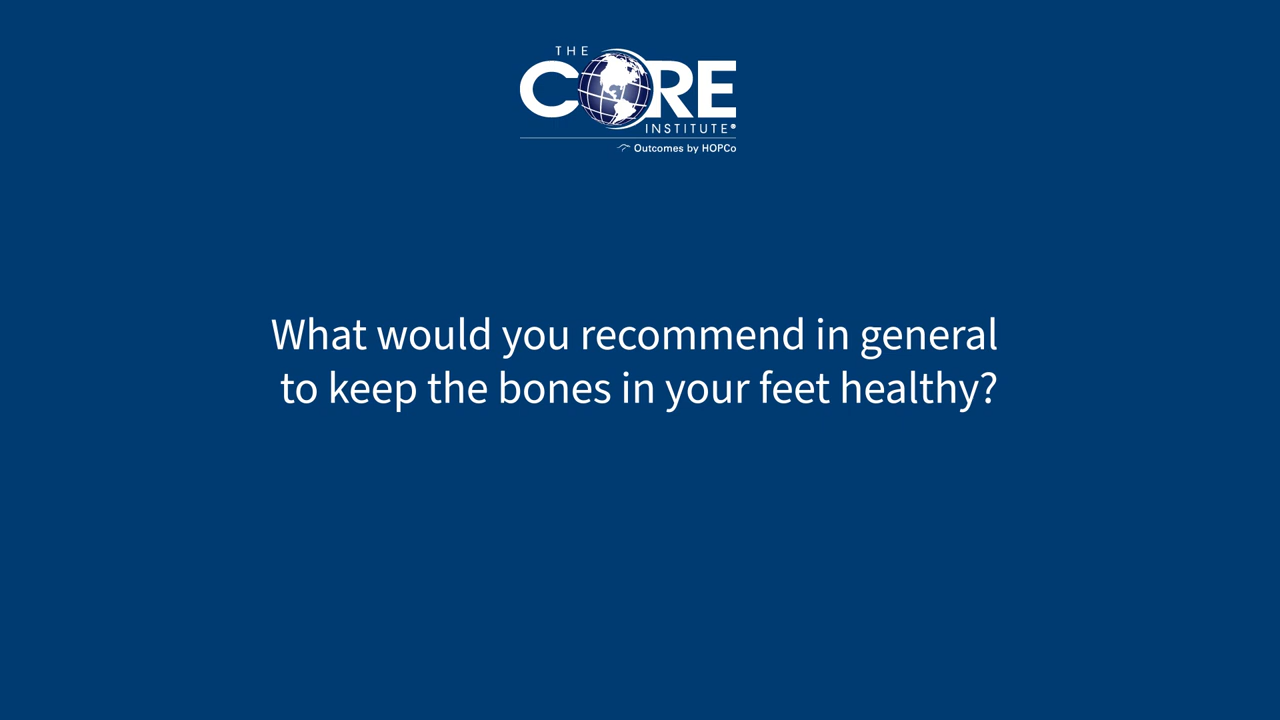 THE
CORE
INSTITUTE®
Outcomes by HOPCo
What would you recommend in general
to keep the bones in your feet healthy?